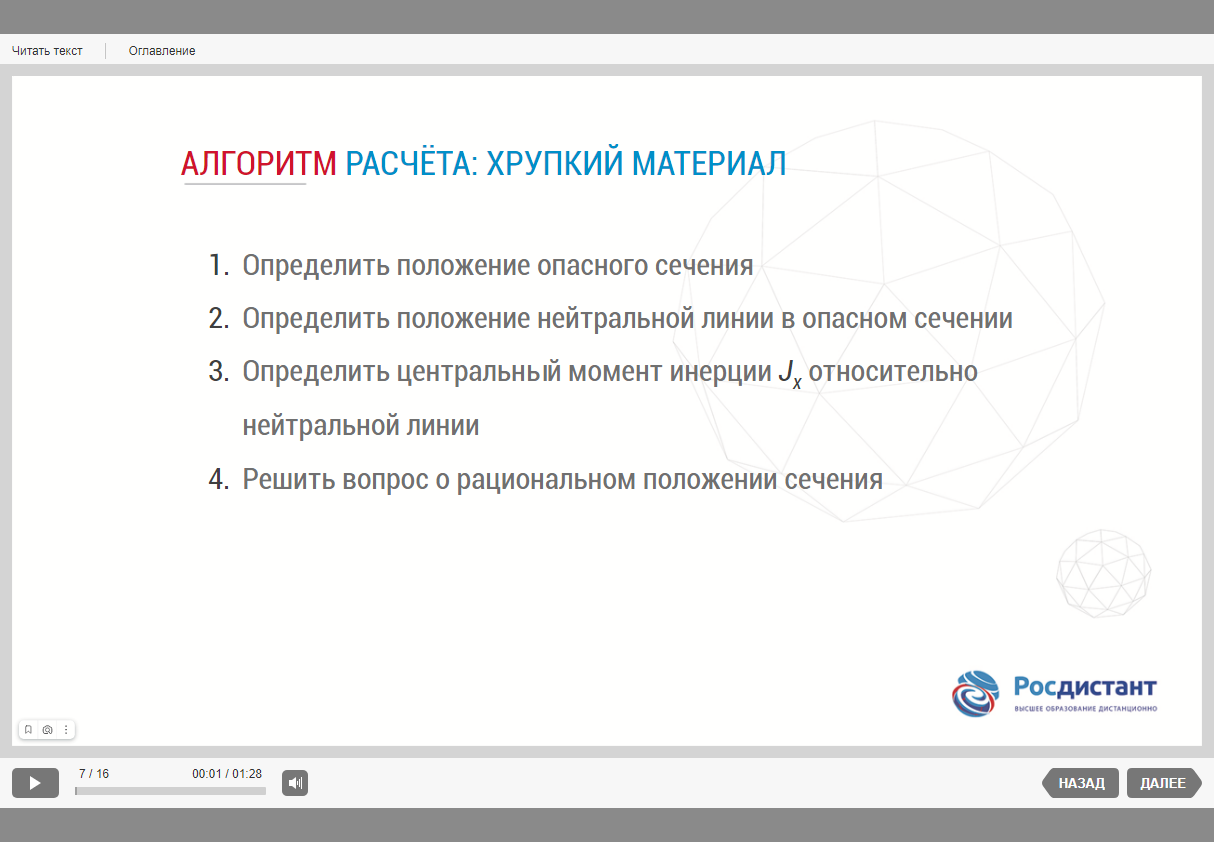 Читать текст
Оглавление
АЛГОРИТМ РАСЧЁТА: ХРУПКИЙ МАТЕРИАЛ
1. Определить положение опасного сечения
2. Определить положение нейтральной линии в опасном сечении
3. Определить центральный момент инерции Jx относительно
нейтральной линии
4. Решить вопрос о рациональном положении сечения
Росдистант
ВЫСШЕЕ ОБРАЗОВАНИЕ ДИСТАНЦИОННО
7 / 16
00:01 / 01:28
НАЗАД
ДАЛЕЕ